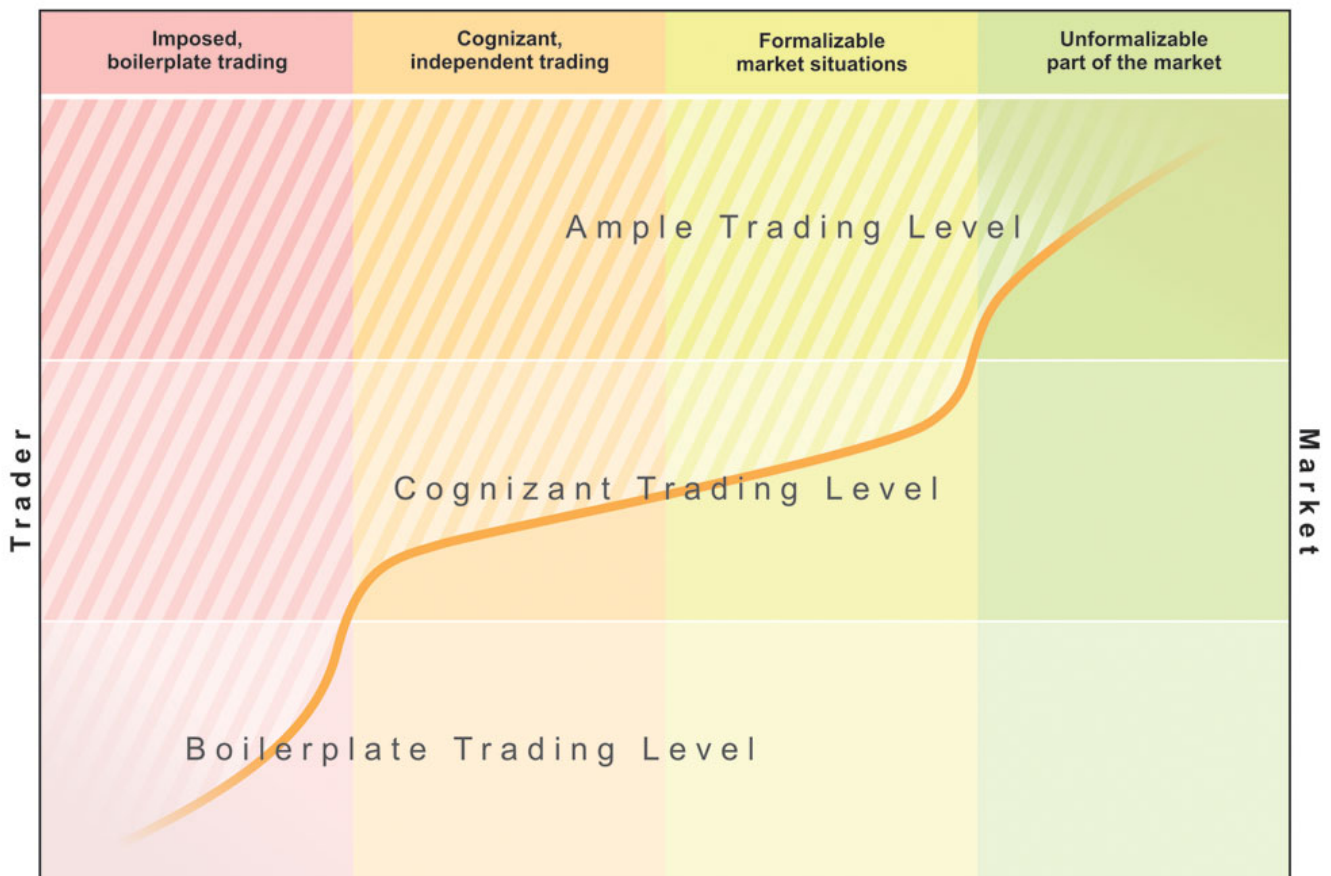 Imposed,
boilerplate trading
Cognizant,
independent trading
Formalizable
market situations
Unformalizable
part of the market
Ample Trading Level
Trader
Cognizant Trading Level
Market
Boilerplate Trading Level